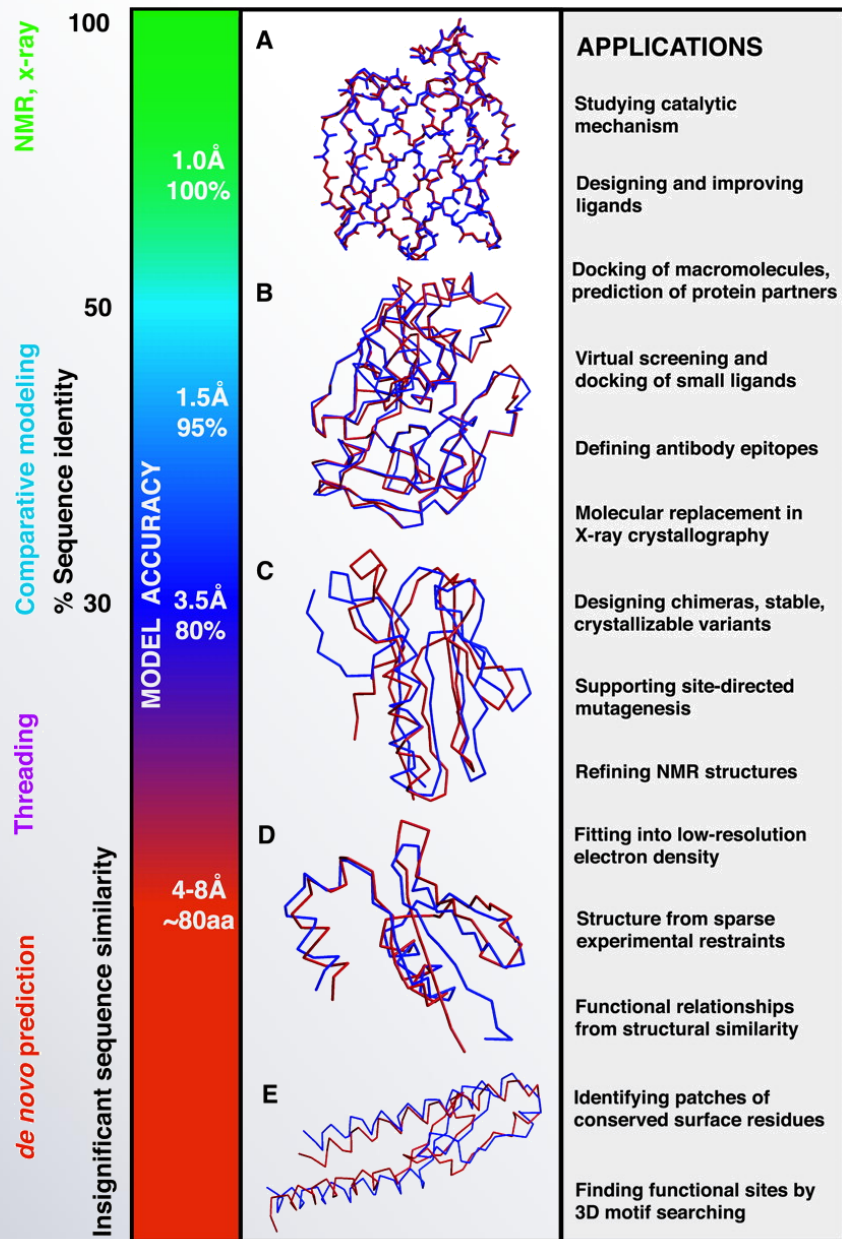 100
50
30
NMR, x-ray
Comparative modeling
% Sequence identity
Threading
de novo prediction
Insignificant sequence similarity
MODEL ACCURACY
1.0Å
100%
1.5Å
95%
3.5Å
80%
4-8Å
~80aa
A
B
C
D
E
APPLICATIONS
Studying catalytic
mechanism
Designing and improving
ligands
Docking of macromolecules,
prediction of protein partners
Virtual screening and
docking of small ligands
Defining antibody epitopes
Molecular replacement in
X-ray crystallography
Designing chimeras, stable,
crystallizable variants
Supporting site-directed
mutagenesis
Refining NMR structures
Fitting into low-resolution
electron density
Structure from sparse
experimental restraints
Functional relationships
from structural similarity
Identifying patches of
conserved surface residues
Finding functional sites by
3D motif searching